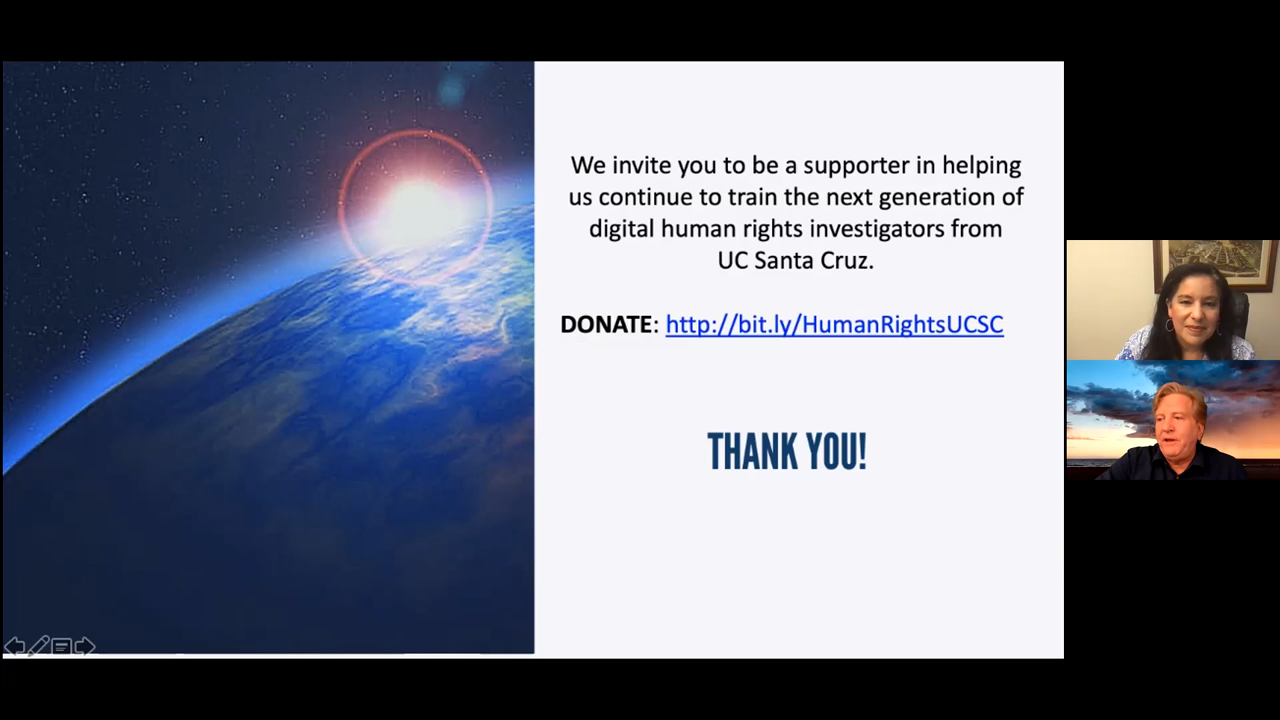 We invite you to be a supporter in helping
us continue to train the next generation of
digital human rights investigators from
UC Santa Cruz.
DONATE: http://bit.ly/HumanRightsUCSC
THANK YOU!